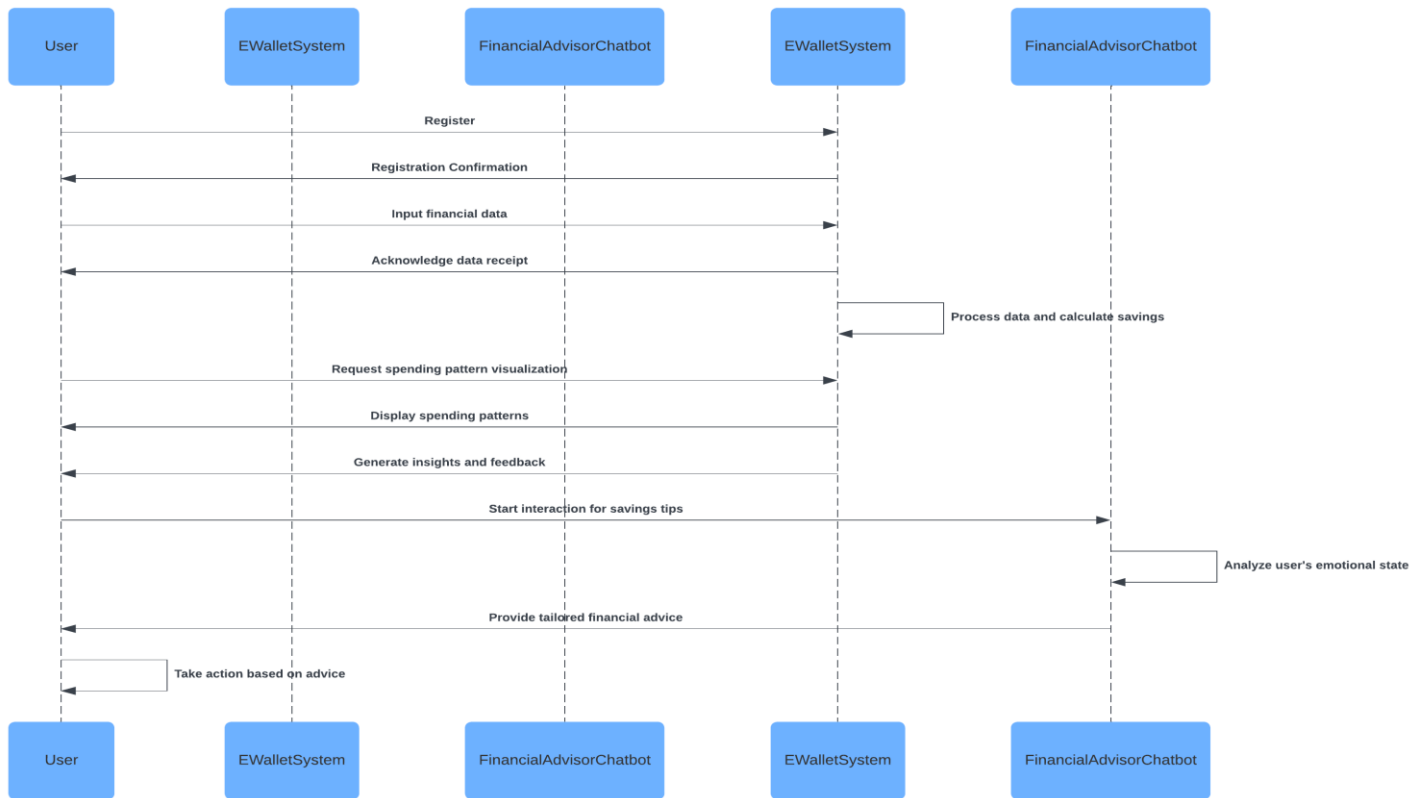 User
EWalletSystem
FinancialAdvisorChatbot
EWalletSystem
FinancialAdvisorChatbot
Register
Registration Confirmation
Input financial data
Acknowledge data receipt
Process data and calculate savings
Request spending pattern visualization
Display spending patterns
Generate insights and feedback
Start interaction for savings tips
Analyze user's emotional state
Provide tailored financial advice
Take action based on advice
User
EWalletSystem
FinancialAdvisorChatbot
EWalletSystem
FinancialAdvisorChatbot